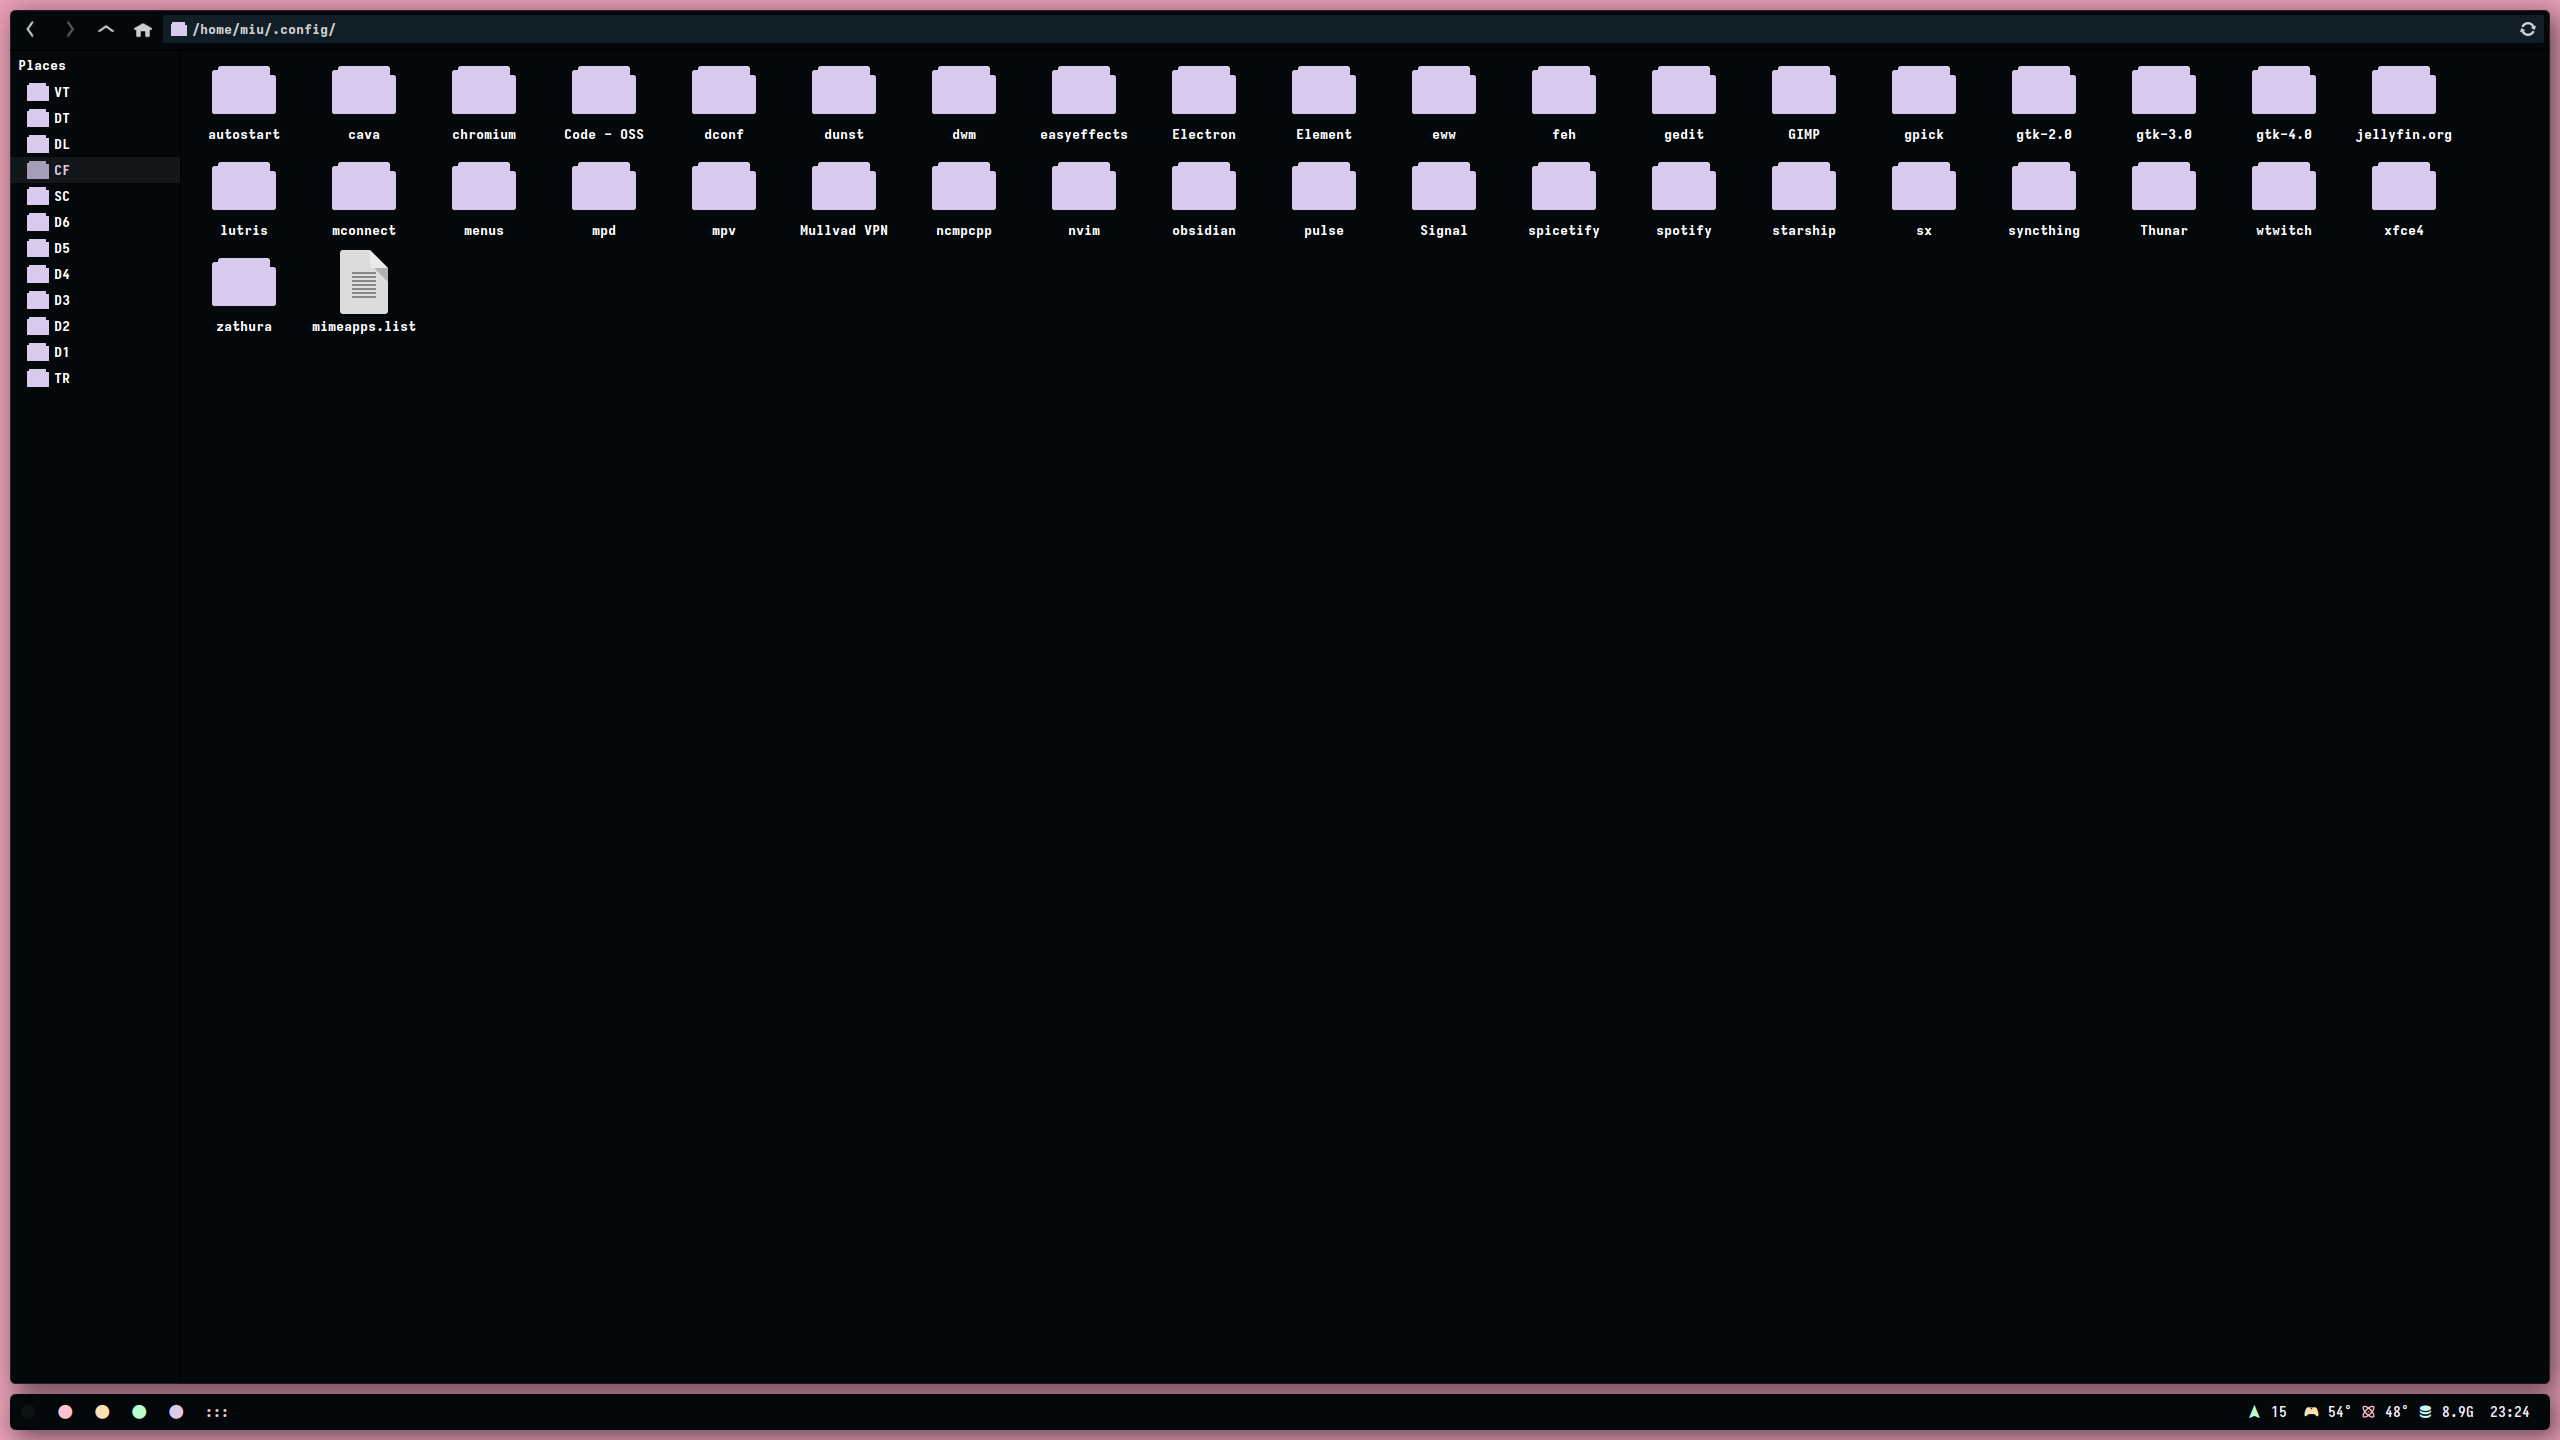 /home/miu/.config/
Places
VT
DT
DL
CF
SC
D6
D5
D4
D3
D2
D1
TR
autostart cava chromium Code - OSS dconf dunst dwm easyeffects Electron Element eww feh gedit GIMP gpick gtk-2.0 gtk-3.0 gtk-4.0 jellyfin.org
lutris mconnect menus mpd mpv Mullvad VPN ncmpcpp nvim obsidian pulse Signal spicetify spotify starship sx syncthing Thunar wtwitch xfce4
zathura mimeapps.list
15 54° 48° 8.9G 23:24